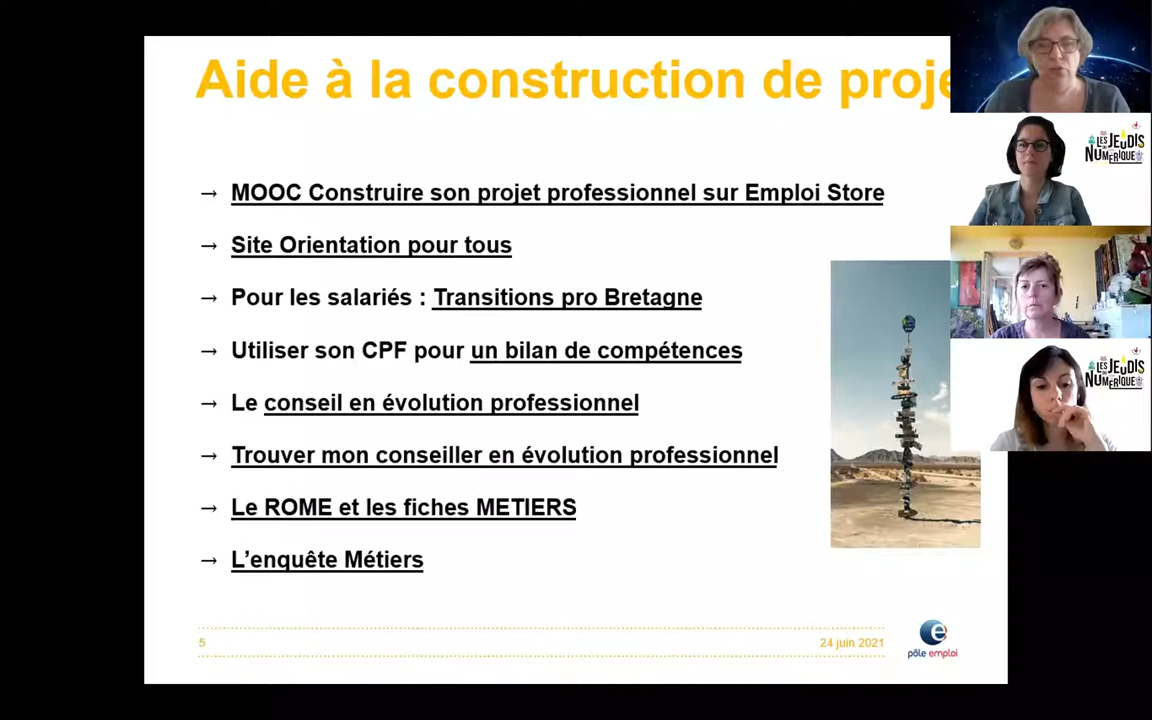 Aide à la construction de proje
→ MOOC Construire son projet professionnel sur Emploi Store
→ Site Orientation pour tous
→ Pour les salariés : Transitions pro Bretagne
→ Utiliser son CPF pour un bilan de compétences
→ Le conseil en évolution professionnel
→ Trouver mon conseiller en évolution professionnel
→ Le ROME et les fiches METIERS
→ L'enquête Métiers
5
24 juin 2021
pôle emploi
LES JEUDIS
NUMERIQUE
LES JEUDIS
NUMERIQUE